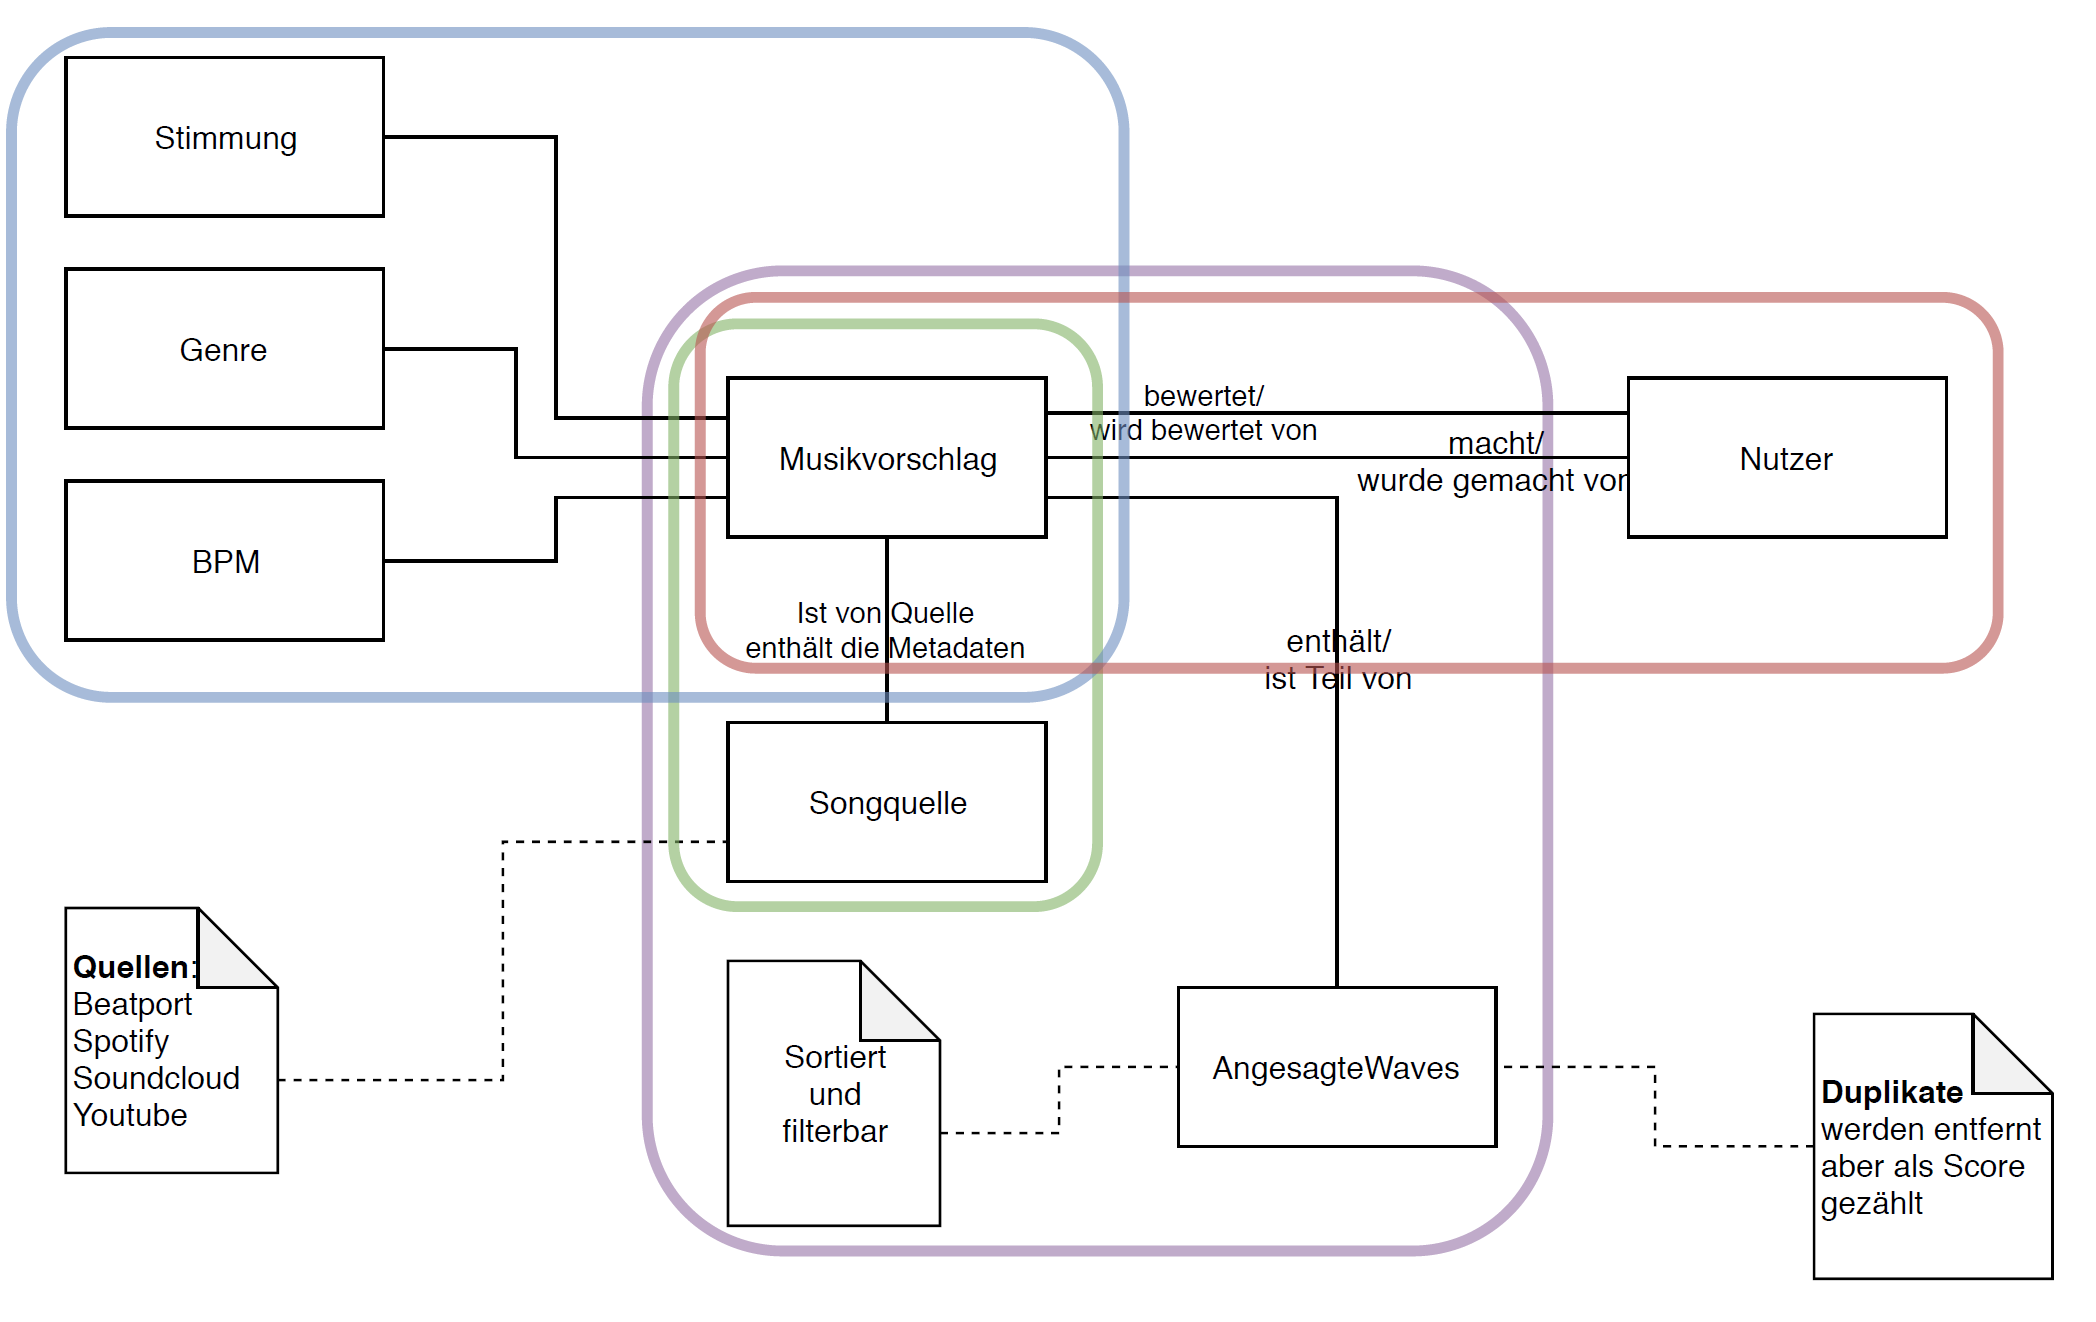 Stimmung
Genre
BPM
Musikvorschlag
bewertet/
wird bewertet von
macht/
wurde gemacht von
Nutzer
Ist von Quelle
enthält die Metadaten
enthält/
ist Teil von
Songquelle
Quellen:
Beatport
Spotify
Soundcloud
Youtube
Sortiert
und
filterbar
AngesagteWaves
Duplikate
werden entfernt
aber als Score
gezählt